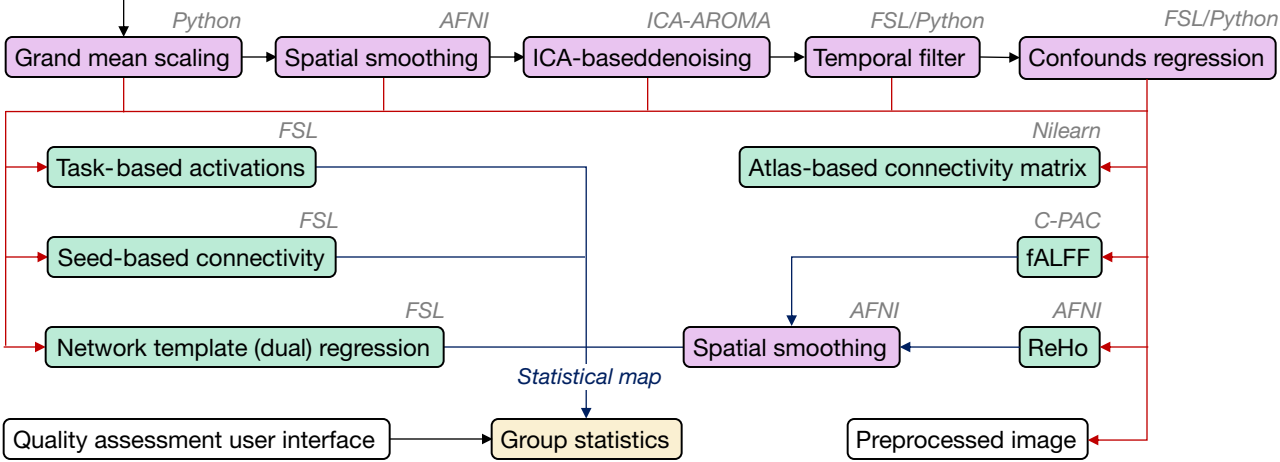 Python
AFNI
ICA-AROMA
FSL/Python
FSL/Python
Grand mean scaling
Spatial smoothing
ICA-baseddenoising
Temporal filter
Confounds regression
FSL
Nilearn
Task-based activations
Atlas-based connectivity matrix
FSL
C-PAC
Seed-based connectivity
fALFF
FSL
AFNI
AFNI
Network template (dual) regression
Spatial smoothing
ReHo
Statistical map
Quality assessment user interface
Group statistics
Preprocessed image